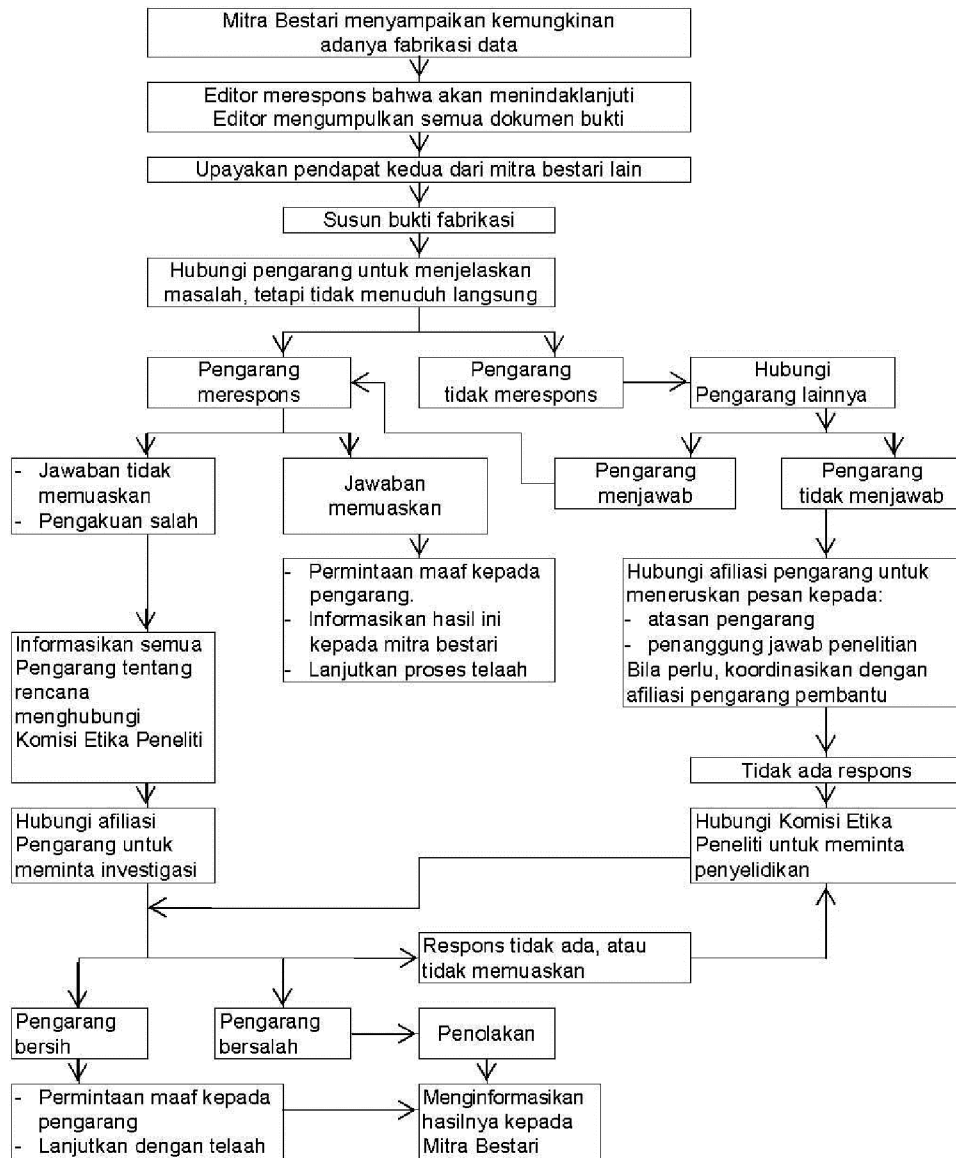 Mitra Bestari menyampaikan kemungkinan
adanya fabrikasi data
Editor merespons bahwa akan menindaklanjuti
Editor mengumpulkan semua dokumen bukti
Upayakan pendapat kedua dari mitra bestari lain
Susun bukti fabrikasi
Hubungi pengarang untuk menjelaskan
masalah, tetapi tidak menuduh langsung
Pengarang
merespons
Pengarang
tidak merespons
Hubungi
Pengarang lainnya
- Jawaban tidak
memuaskan
- Pengakuan salah
Jawaban
memuaskan
Pengarang
menjawab
Pengarang
tidak menjawab
- Permintaan maaf kepada
pengarang.
- Informasikan hasil ini
kepada mitra bestari
- Lanjutkan proses telaah
Hubungi afiliasi pengarang untuk
meneruskan pesan kepada:
- atasan pengarang
- penanggung jawab penelitian
Bila perlu, koordinasikan dengan
afiliasi pengarang pembantu
Informasikan semua
Pengarang tentang
rencana
menghubungi
Komisi Etika Peneliti
Tidak ada respons
Hubungi afiliasi
Pengarang untuk
meminta investigasi
Hubungi Komisi Etika
Peneliti untuk meminta
penyelidikan
Respons tidak ada, atau
tidak memuaskan
Pengarang
bersih
Pengarang
bersalah
Penolakan
- Permintaan maaf kepada
pengarang
- Lanjutkan dengan telaah
Menginformasikan
hasilnya kepada
Mitra Bestari